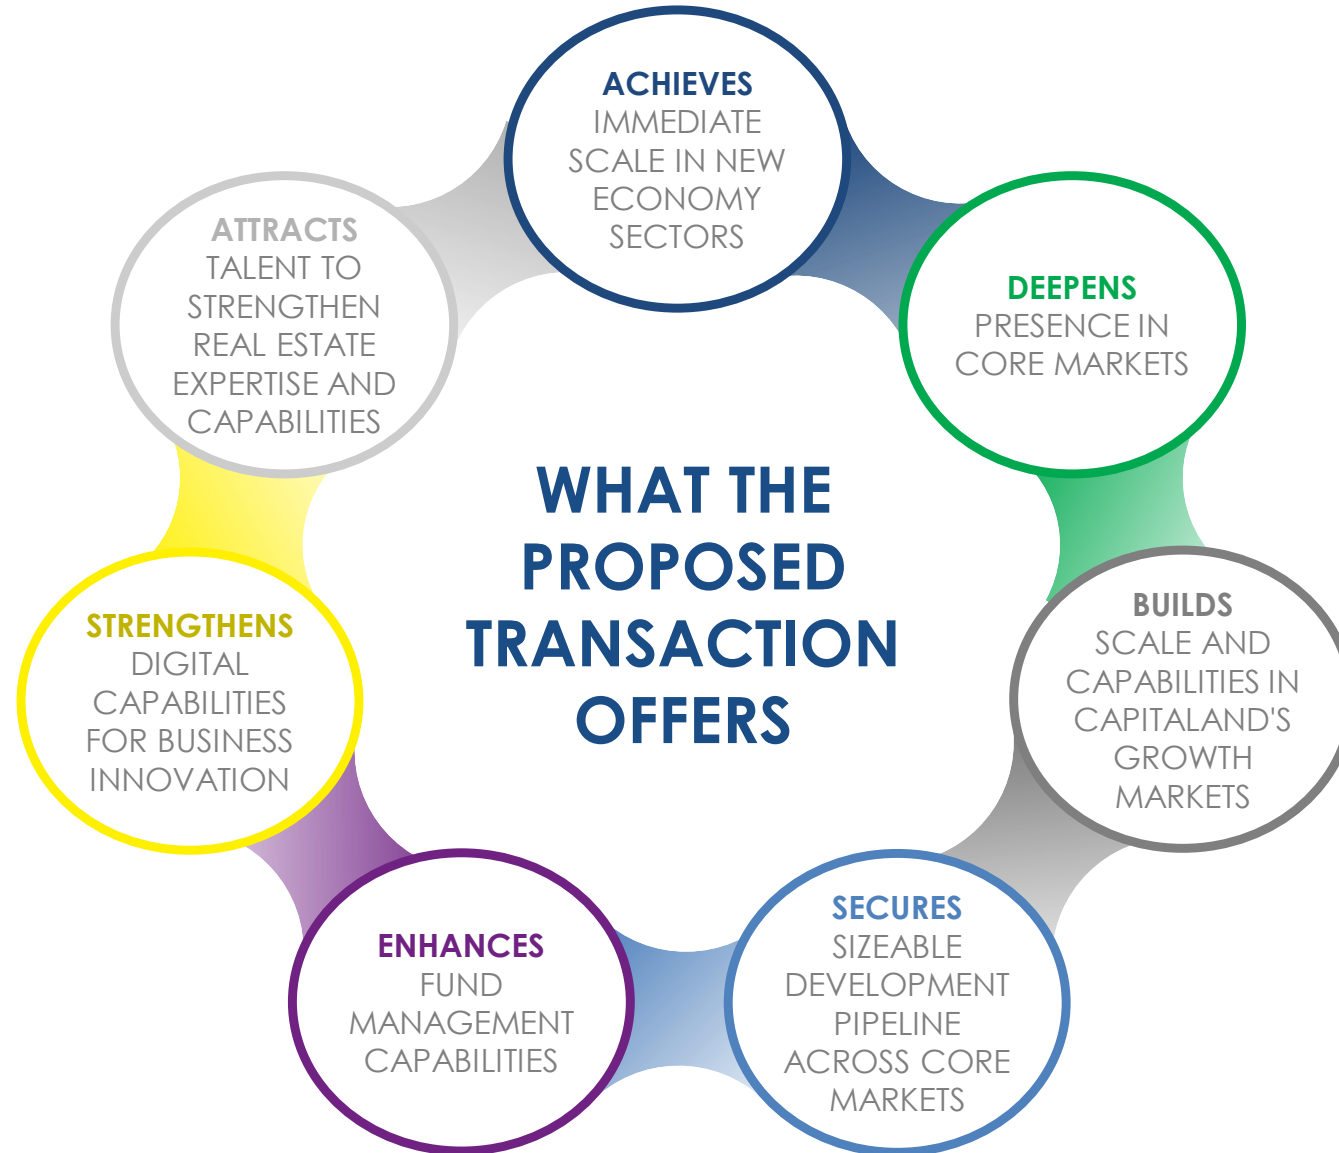 ACHIEVES
IMMEDIATE
SCALE IN NEW
ECONOMY
SECTORS
DEEPENS
PRESENCE IN
CORE MARKETS
BUILDS
SCALE AND
CAPABILITIES IN
CAPITALAND'S
GROWTH
MARKETS
SECURES
SIZEABLE
DEVELOPMENT
PIPELINE
ACROSS CORE
MARKETS
ENHANCES
FUND
MANAGEMENT
CAPABILITIES
STRENGTHENS
DIGITAL
CAPABILITIES
FOR BUSINESS
INNOVATION
ATTRACTS
TALENT TO
STRENGTHEN
REAL ESTATE
EXPERTISE AND
CAPABILITIES
WHAT THE
PROPOSED
TRANSACTION
OFFERS